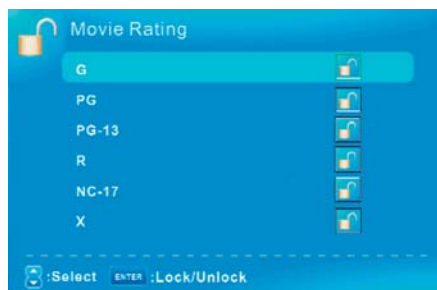 Movie Rating
G
PG
PG-13
R
NC-17
X
:Select ENTER :Lock/Unlock